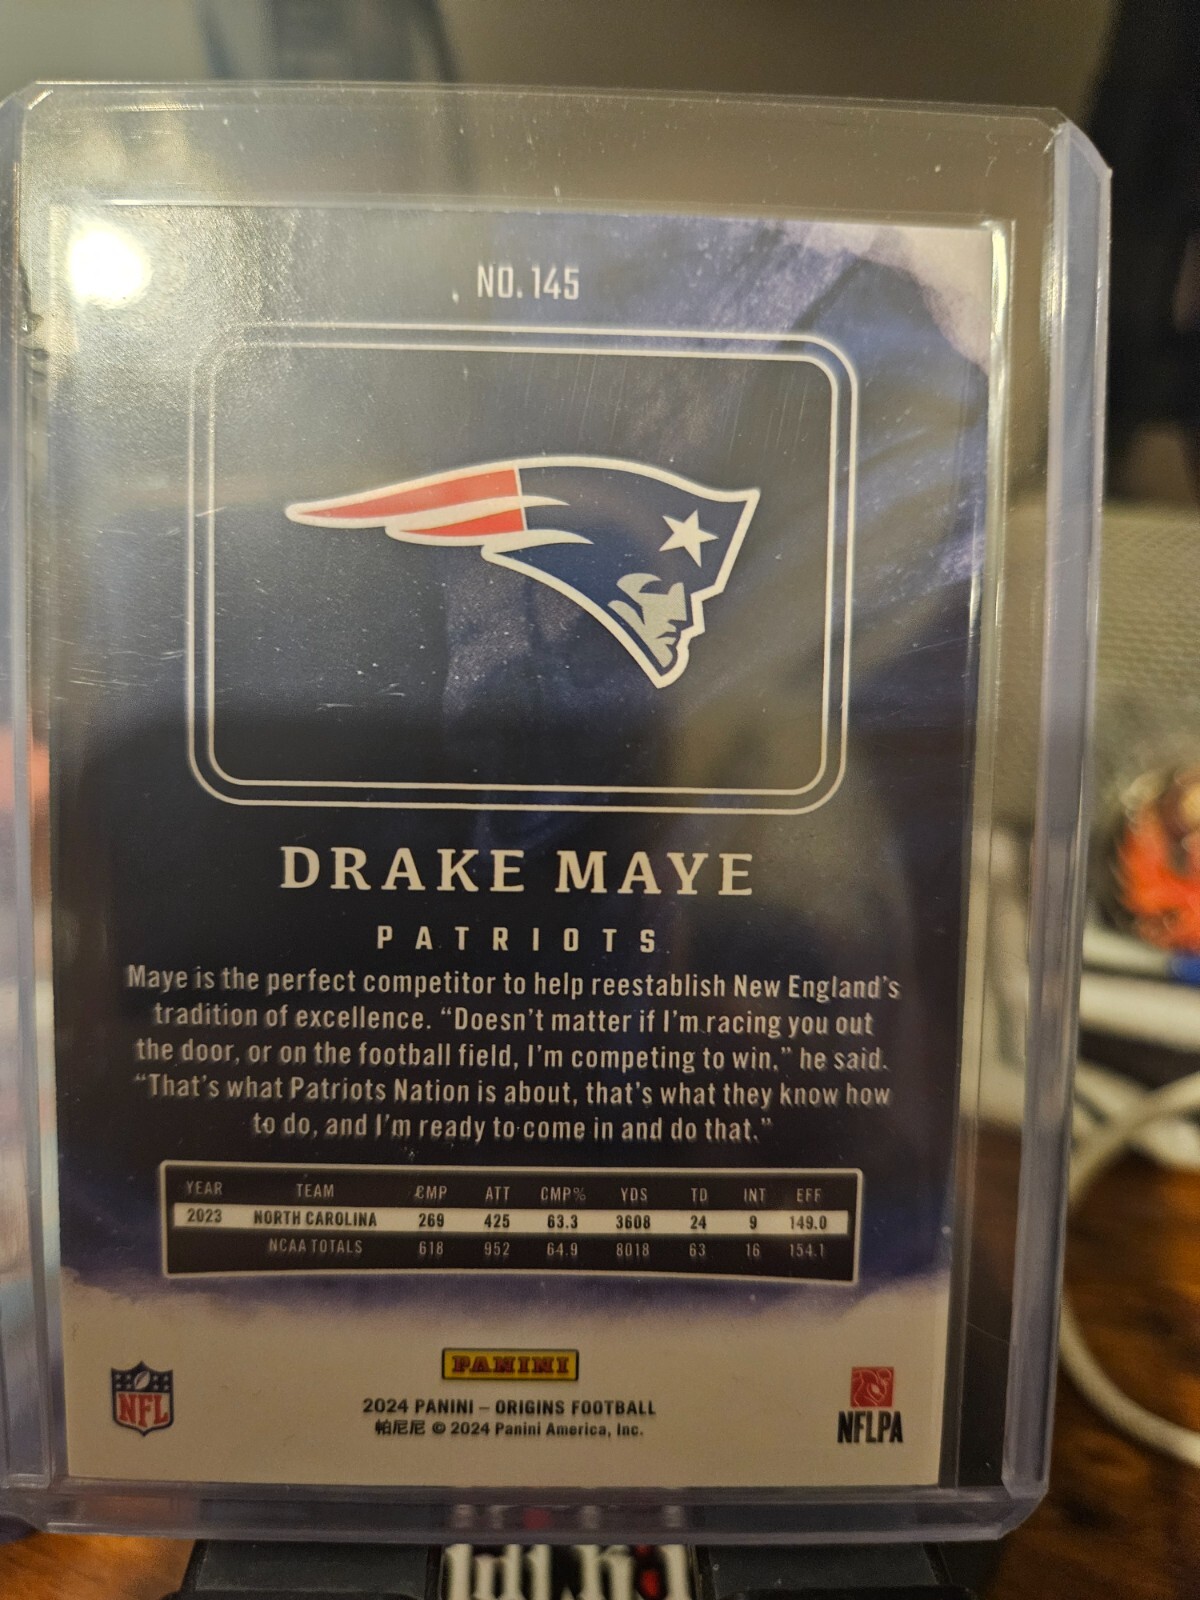 NO. 145
DRAKE MAYE
PATRIOTS
Maye is the perfect competitor to help reestablish New England's
tradition of excellence. “Doesn't matter if I'm racing you out
the door, or on the football field, I'm competing to win,” he said.
“That's what Patriots Nation is about, that's what they know how
to do, and I'm ready to come in and do that.”
YEAR TEAM CMP ATT CMP% YDS TD INT EFF
2023 NORTH CAROLINA 269 425 63.3 3608 24 9 149.0
NCAA TOTALS 618 952 64.9 8018 63 16 154.1
PANINI
NFL
2024 PANINI – ORIGINS FOOTBALL
帕尼尼 © 2024 Panini America, Inc.
NFLPA